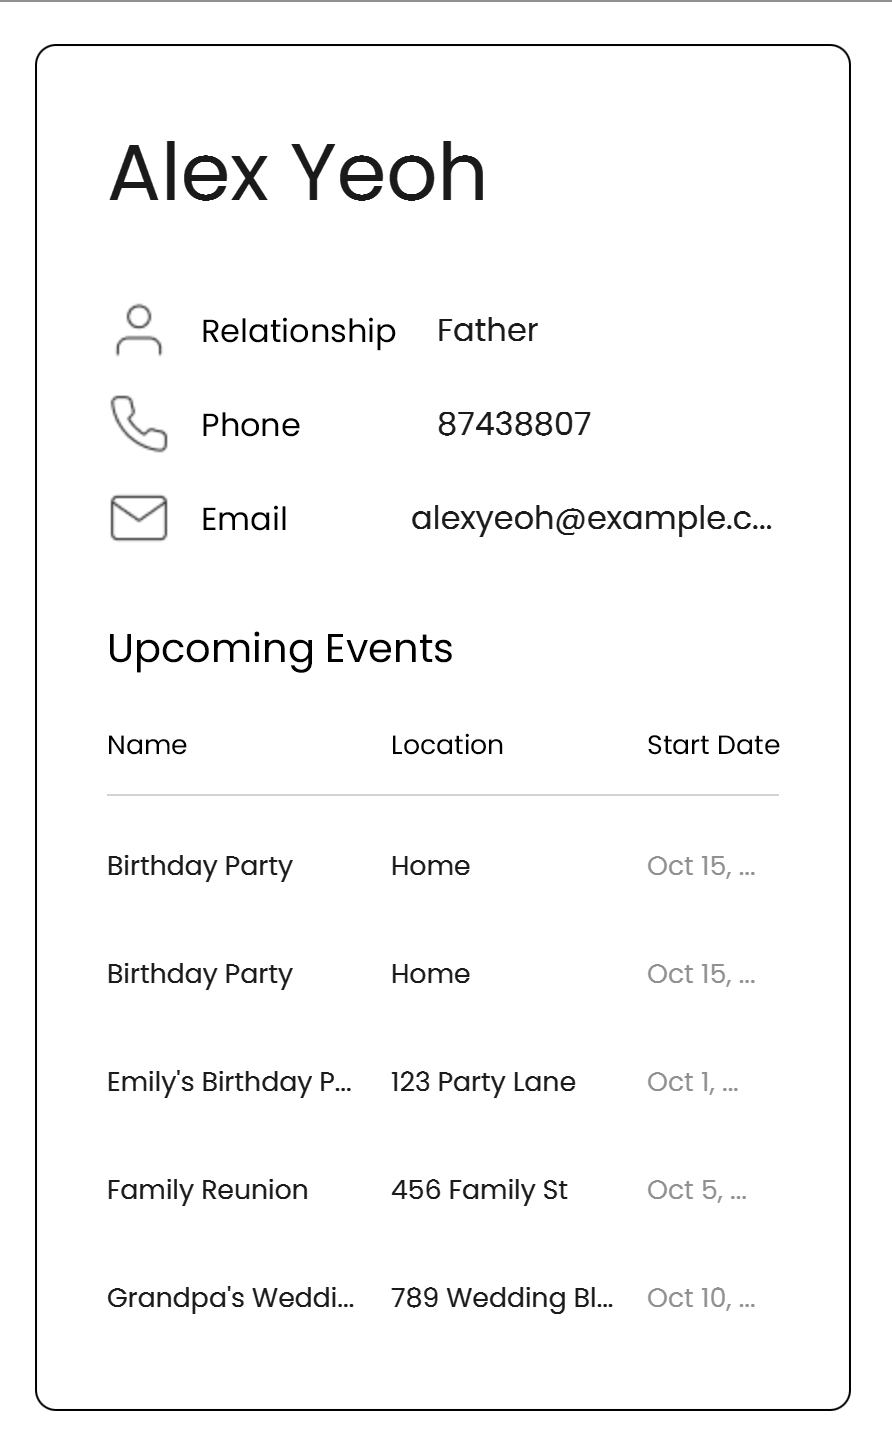 Alex Yeoh
Relationship Father
Phone 87438807
Email alexyeoh@example.c...
Upcoming Events
Name Location Start Date
Birthday Party Home Oct 15, ...
Birthday Party Home Oct 15, ...
Emily's Birthday P... 123 Party Lane Oct 1, ...
Family Reunion 456 Family St Oct 5, ...
Grandpa's Weddi... 789 Wedding Bl... Oct 10, ...